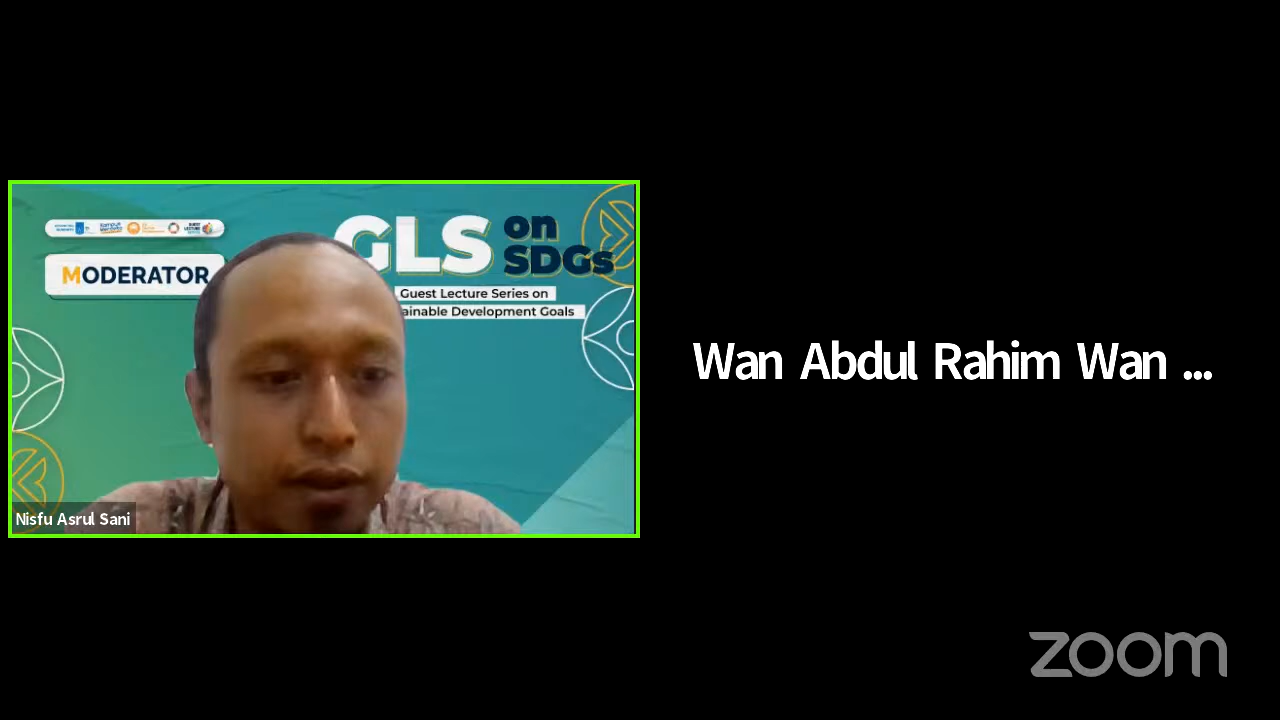 MODERATOR
GLS on SDGs
Guest Lecture Series on
ainable Development Goals
Nisfu Asrul Sani
Wan Abdul Rahim Wan ...
zoom